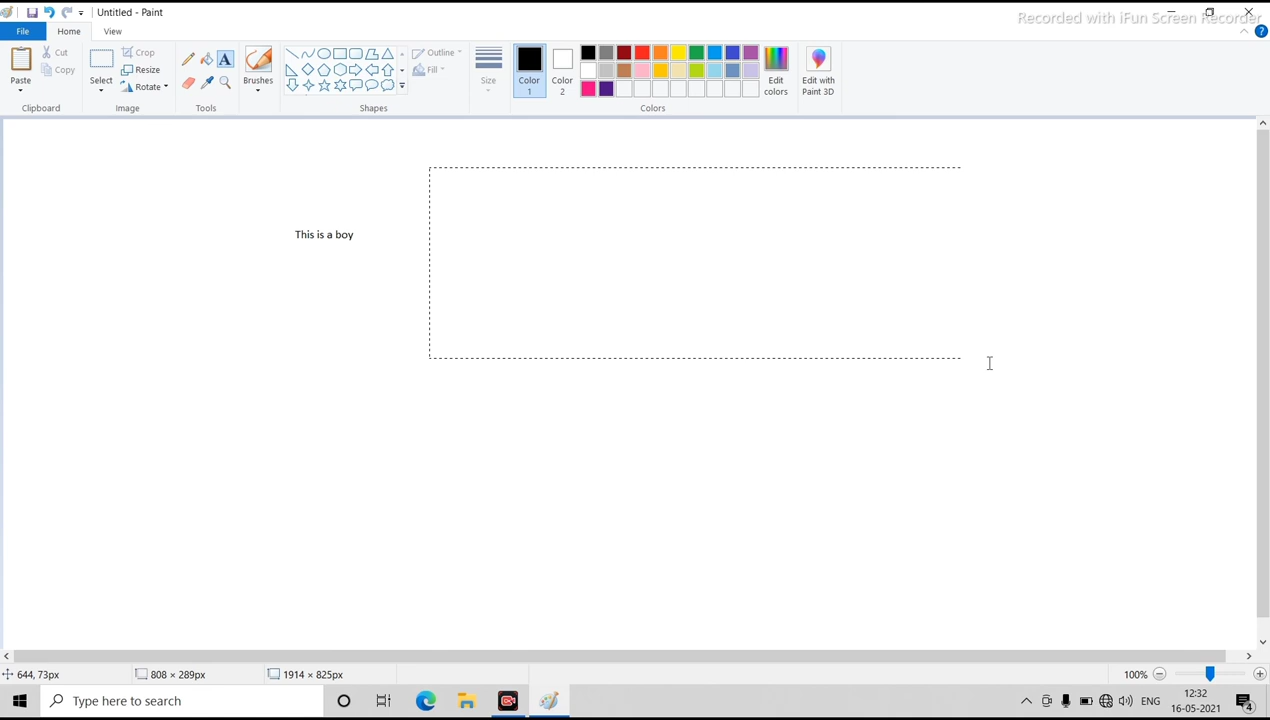 Untitled - Paint
Recorded with iFun Screen Recorder
File Home View
Paste
Cut
Copy
Clipboard
Select
Crop
Resize
Rotate
Image
Tools
Brushes
Outline
Fill
Shapes
Size
Color 1
Color 2
Edit colors
Colors
Edit with Paint 3D
This is a boy
644, 73px 808 × 289px 1914 × 825px 100%
Type here to search
ENG
12:32
16-05-2021
4